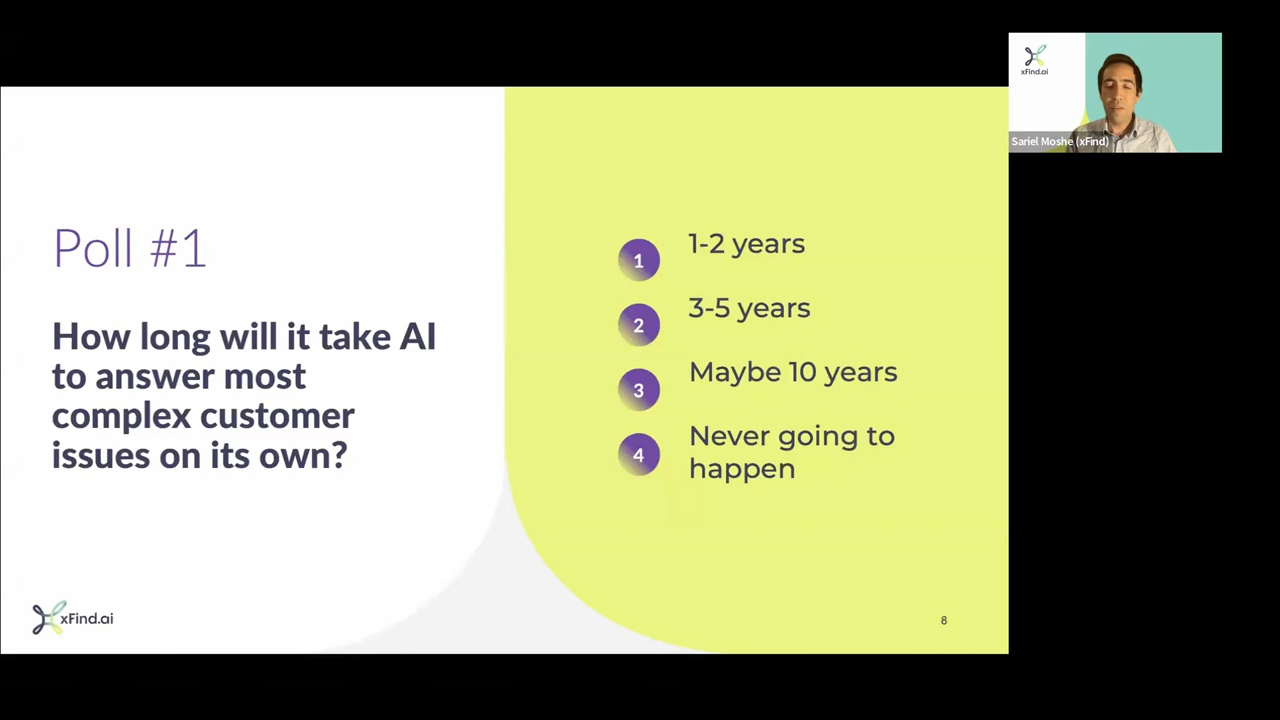 xFind.ai
Sariel Moshe (xFind)
Poll #1
How long will it take AI
to answer most
complex customer
issues on its own?
1
1-2 years
2
3-5 years
3
Maybe 10 years
4
Never going to
happen
xFind.ai
8